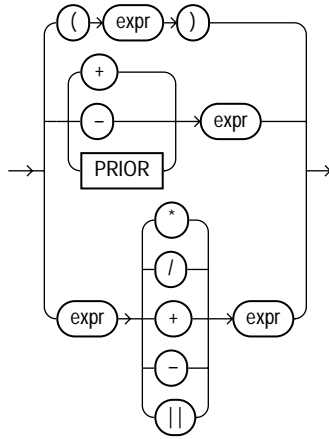 ( expr )
+
−
expr
PRIOR
*
/
expr + expr
−
||